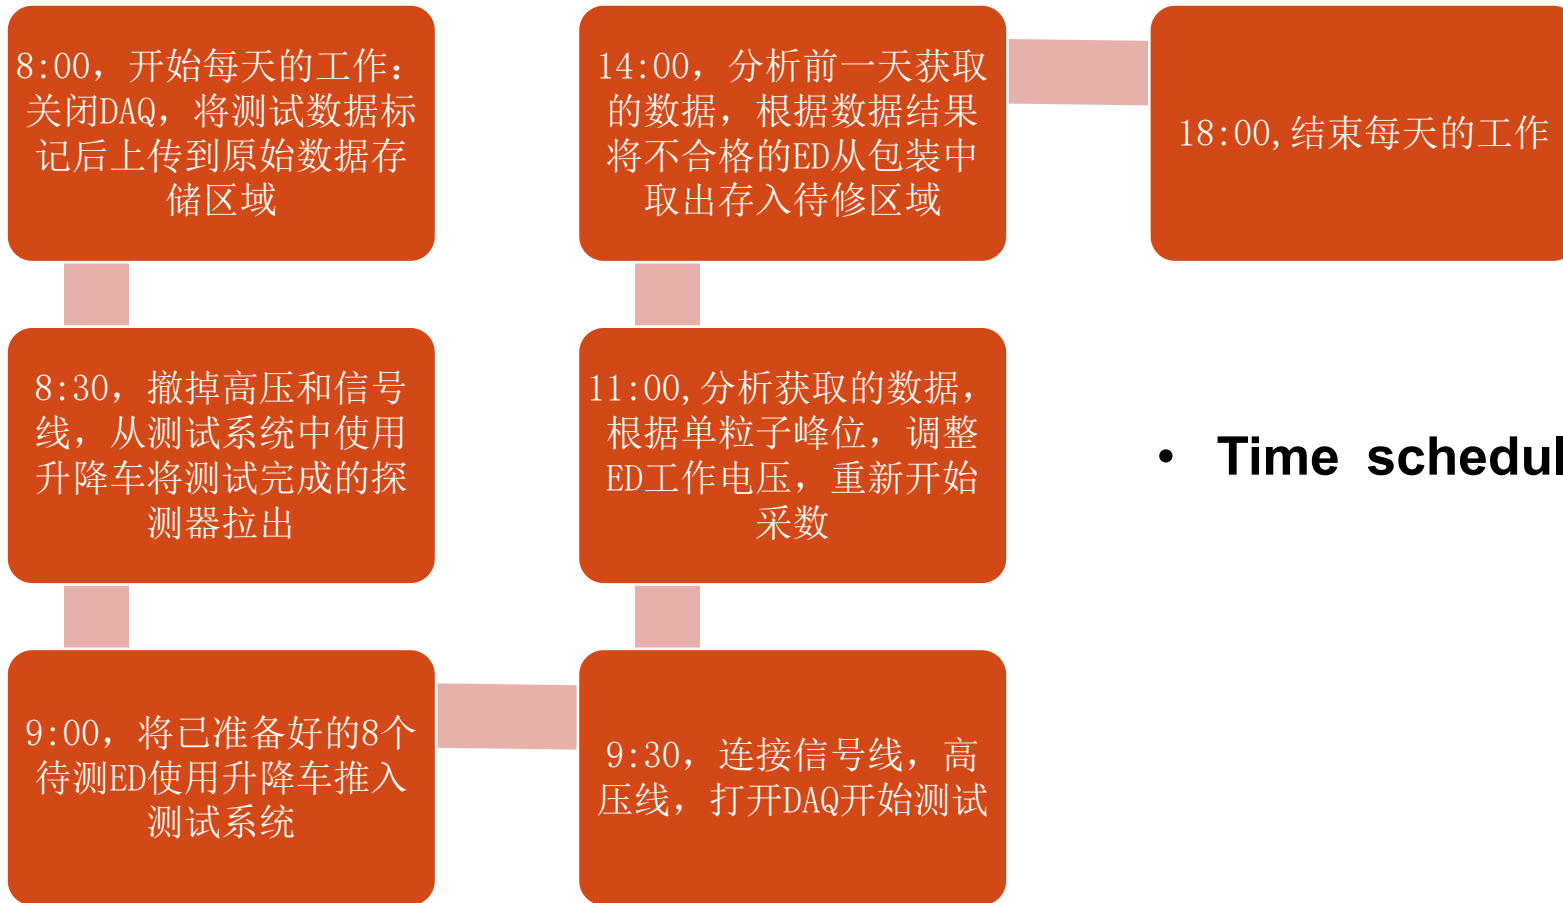 8:00，开始每天的工作：
关闭DAQ，将测试数据标
记后上传到原始数据存
储区域
8:30，撤掉高压和信号
线，从测试系统中使用
升降车将测试完成的探
测器拉出
9:00，将已准备好的8个
待测ED使用升降车推入
测试系统
9:30，连接信号线，高
压线，打开DAQ开始测试
11:00,分析获取的数据，
根据单粒子峰位，调整
ED工作电压，重新开始
采数
14:00，分析前一天获取
的数据，根据数据结果
将不合格的ED从包装中
取出存入待修区域
18:00,结束每天的工作
• Time schedul